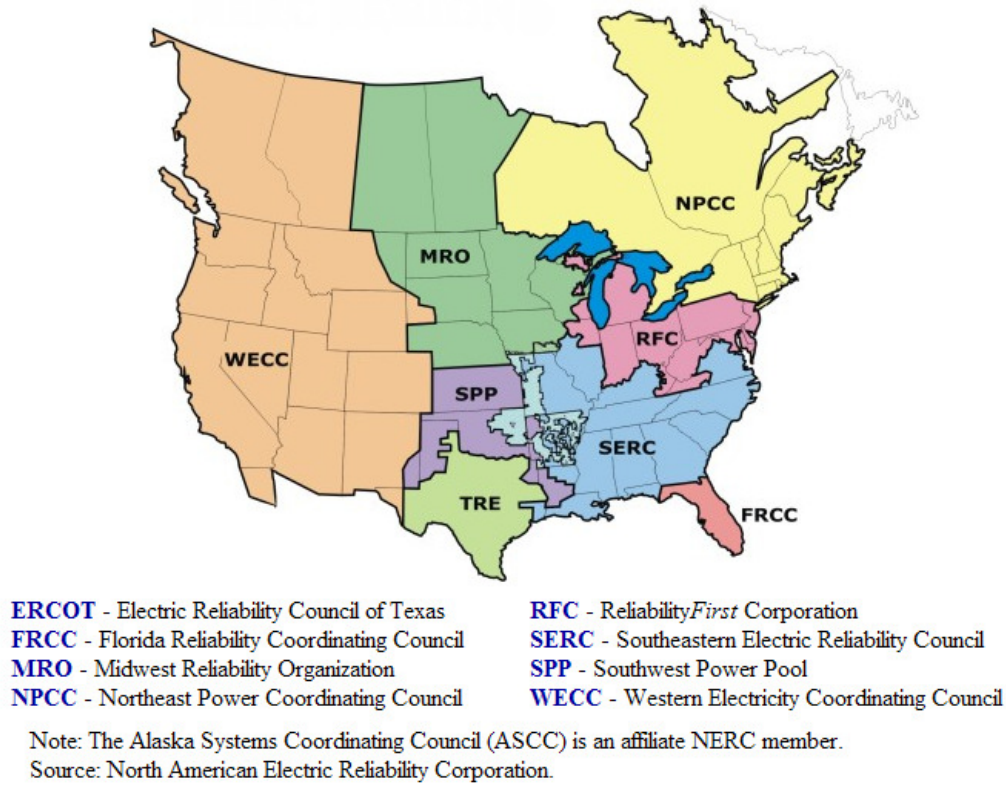 NPCC
MRO
RFC
WECC
SPP
SERC
TRE
FRCC
ERCOT - Electric Reliability Council of Texas
FRCC - Florida Reliability Coordinating Council
MRO - Midwest Reliability Organization
NPCC - Northeast Power Coordinating Council
RFC - ReliabilityFirst Corporation
SERC - Southeastern Electric Reliability Council
SPP - Southwest Power Pool
WECC - Western Electricity Coordinating Council
Note: The Alaska Systems Coordinating Council (ASCC) is an affiliate NERC member.
Source: North American Electric Reliability Corporation.